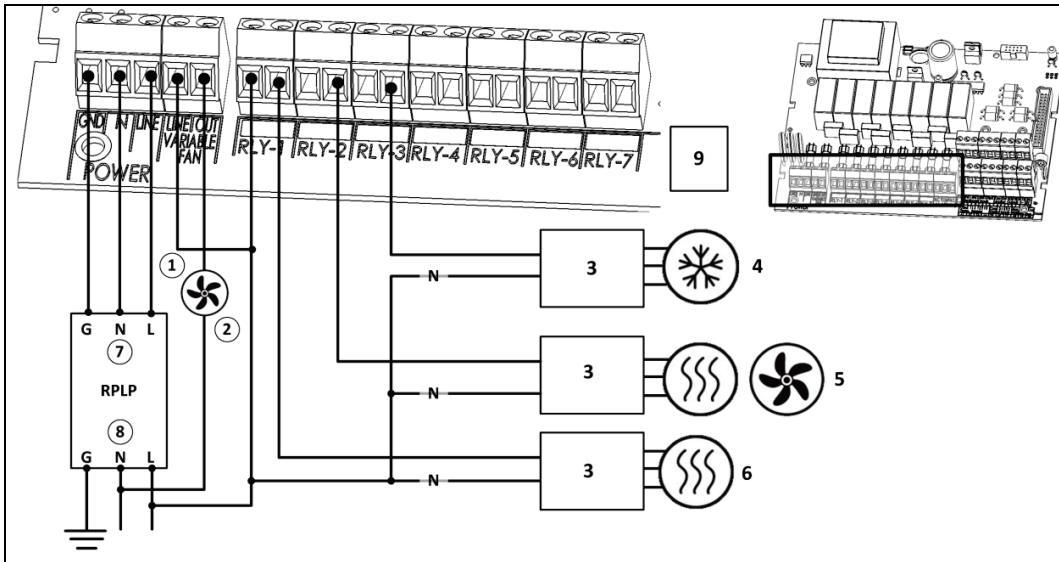 GND IN LINE LINE OUT
VARIABLE
FAN
POWER
RLY-1 RLY-2 RLY-3 RLY-4 RLY-5 RLY-6 RLY-7
9
1
2
N 3 4
G N L
7
RPLP
8
G N L
N 3 5
N 3 6